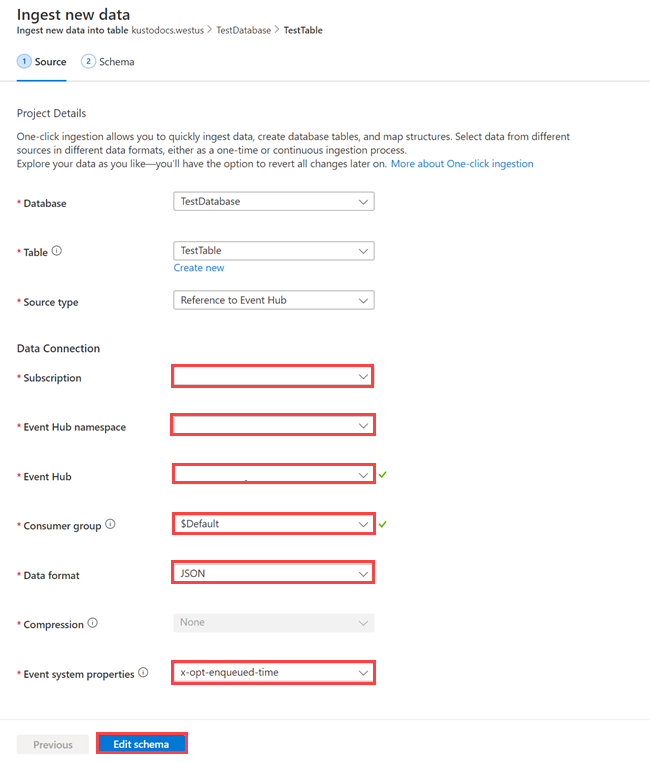 Ingest new data
Ingest new data into table kustodocs.westus > TestDatabase > TestTable
1 Source 2 Schema
Project Details
One-click ingestion allows you to quickly ingest data, create database tables, and map structures. Select data from different
sources in different data formats, either as a one-time or continuous ingestion process.
Explore your data as you like—you'll have the option to revert all changes later on. More about One-click ingestion
* Database TestDatabase
* Table TestTable
Create new
* Source type Reference to Event Hub
Data Connection
* Subscription
* Event Hub namespace
* Event Hub
* Consumer group $Default
* Data format JSON
* Compression None
* Event system properties x-opt-enqueued-time
Previous Edit schema